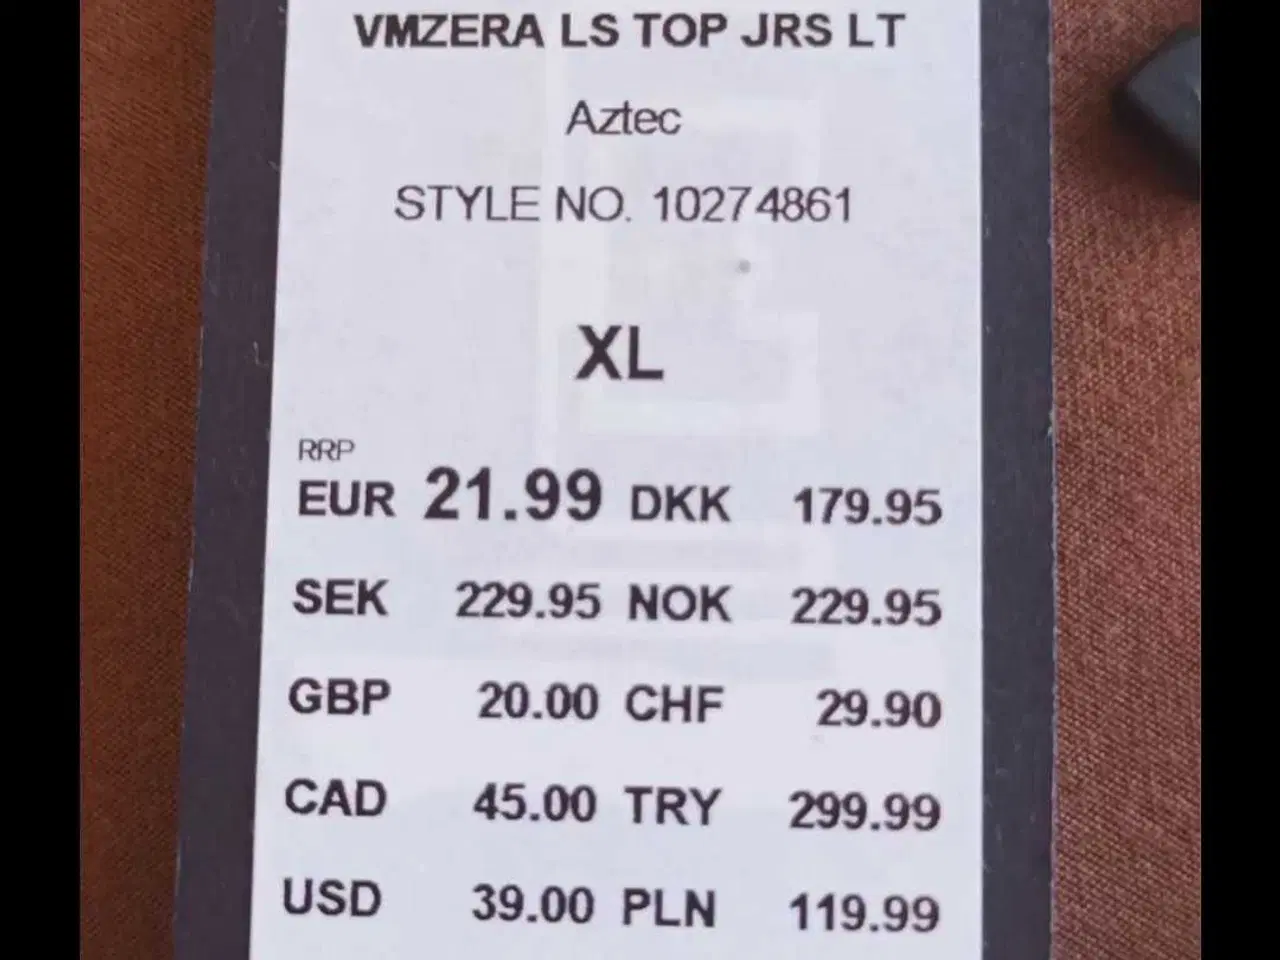 VMZERA LS TOP JRS LT
Aztec
STYLE NO. 10274861
XL
RRP
EUR 21.99 DKK 179.95
SEK 229.95 NOK 229.95
GBP 20.00 CHF 29.90
CAD 45.00 TRY 299.99
USD 39.00 PLN 119.99